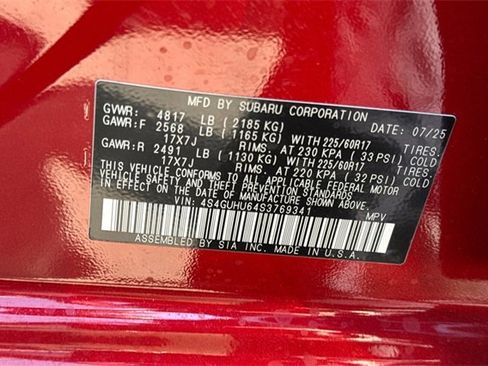 MFD BY SUBARU CORPORATION
GVWR: 4817 LB (2185 KG) DATE: 07/25
GAWR:F 2568 LB (1165 KG) WITH 225/60R17 TIRES.
17X7J RIMS. AT 230 KPA (33 PSI) COLD.
GAWR:R 2491 LB (1130 KG) WITH 225/60R17 TIRES.
17X7J RIMS. AT 220 KPA (32 PSI) COLD.
THIS VEHICLE CONFORMS TO ALL APPLICABLE FEDERAL MOTOR
VEHICLE SAFETY AND THEFT PREVENTION STANDARDS
IN EFFECT ON THE DATE OF MANUFACTURE SHOWN ABOVE.
VIN: 4S4GUHU64S3769341 MPV
ASSEMBLED BY SIA INC. MADE IN U.S.A.